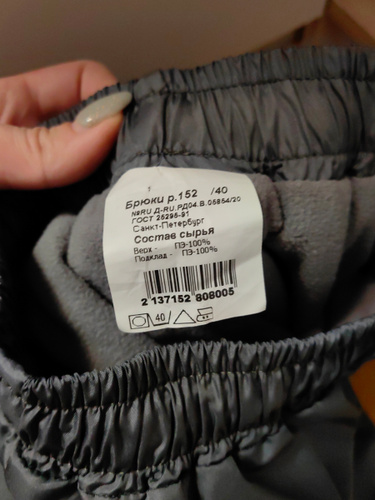 Брюки р.152 /40
№RU Д-RU.РД04.В.05854/20
ГОСТ 25295-91
Санкт-Петербург
Состав сырья
Верх - ПЭ-100%
Подклад - ПЭ-100%
2 137152 808005
40